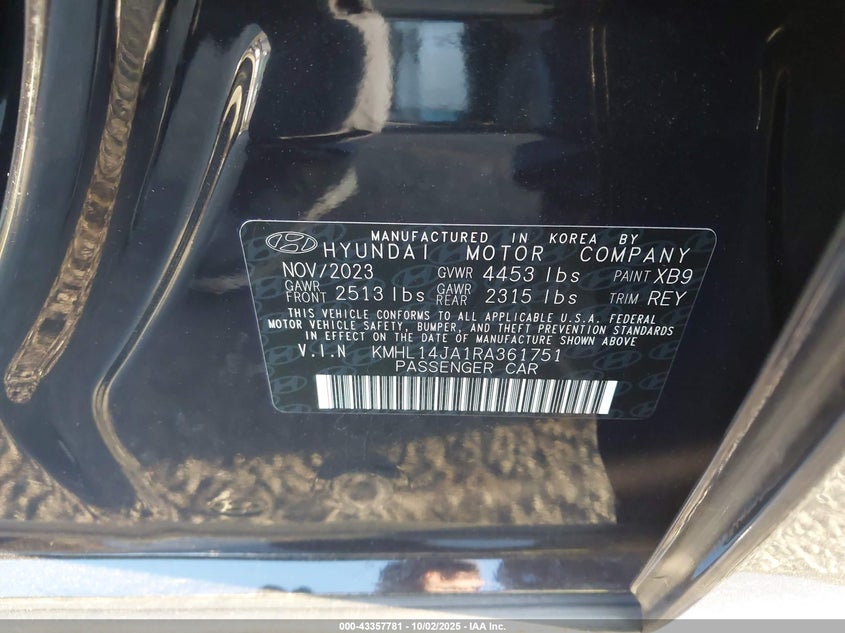 MANUFACTURED IN KOREA BY
HYUNDAI MOTOR COMPANY
NOV/2023 GVWR 4453 lbs PAINT XB9
GAWR FRONT 2513 lbs GAWR REAR 2315 lbs TRIM REY
THIS VEHICLE CONFORMS TO ALL APPLICABLE U.S.A. FEDERAL
MOTOR VEHICLE SAFETY, BUMPER, AND THEFT PREVENTION STANDARDS
IN EFFECT ON THE DATE OF MANUFACTURE SHOWN ABOVE
V.I.N KMHL14JA1RA361751
PASSENGER CAR
000-43357781 - 10/02/2025 - IAA Inc.